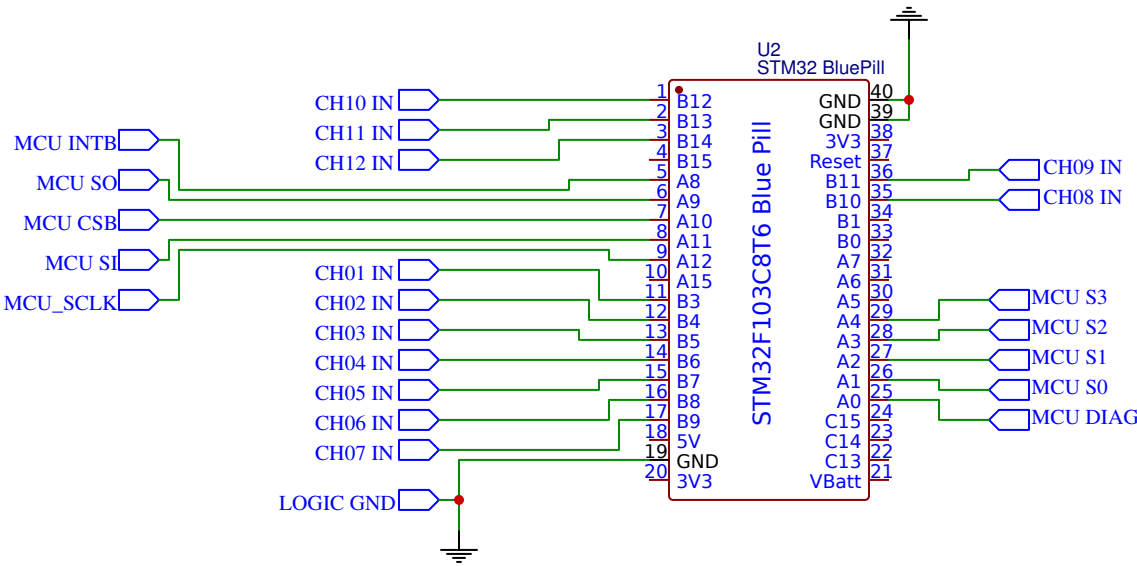 U2
STM32 BluePill
STM32F103C8T6 Blue Pill
CH10 IN
CH11 IN
CH12 IN
MCU INTB
MCU SO
MCU CSB
MCU SI
MCU_SCLK
CH01 IN
CH02 IN
CH03 IN
CH04 IN
CH05 IN
CH06 IN
CH07 IN
LOGIC GND
1 B12
2 B13
3 B14
4 B15
5 A8
6 A9
7 A10
8 A11
9 A12
10 A15
11 B3
12 B4
13 B5
14 B6
15 B7
16 B8
17 B9
18 5V
19 GND
20 3V3
GND 40
GND 39
3V3 38
Reset 37
B11 36
B10 35
B1 34
B0 33
A7 32
A6 31
A5 30
A4 29
A3 28
A2 27
A1 26
A0 25
C15 24
C14 23
C13 22
VBatt 21
CH09 IN
CH08 IN
MCU S3
MCU S2
MCU S1
MCU S0
MCU DIAG